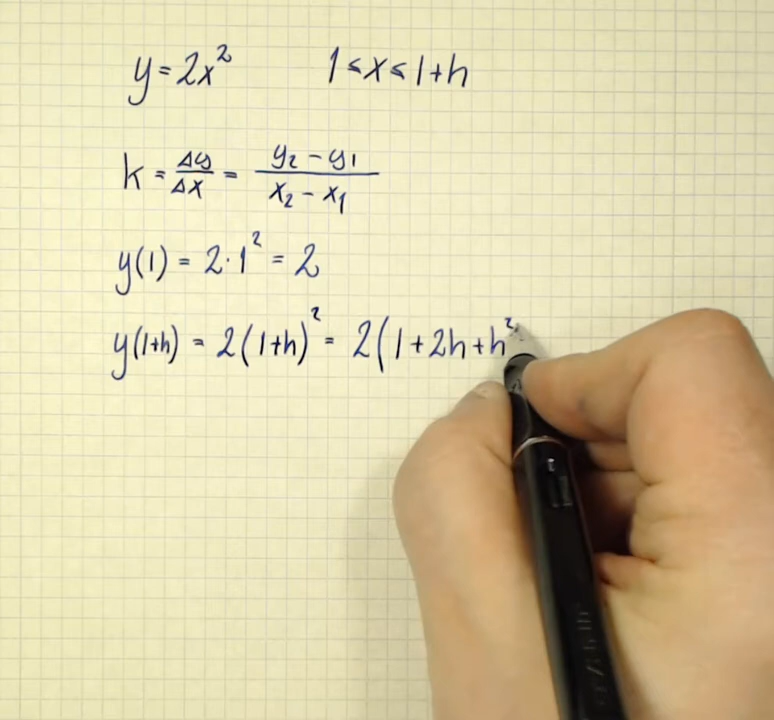 y = 2x² 1 ≤ x ≤ 1+h
k = Δy/Δx = (y₂ - y₁)/(x₂ - x₁)
y(1) = 2·1² = 2
y(1+h) = 2(1+h)² = 2(1+2h+h²